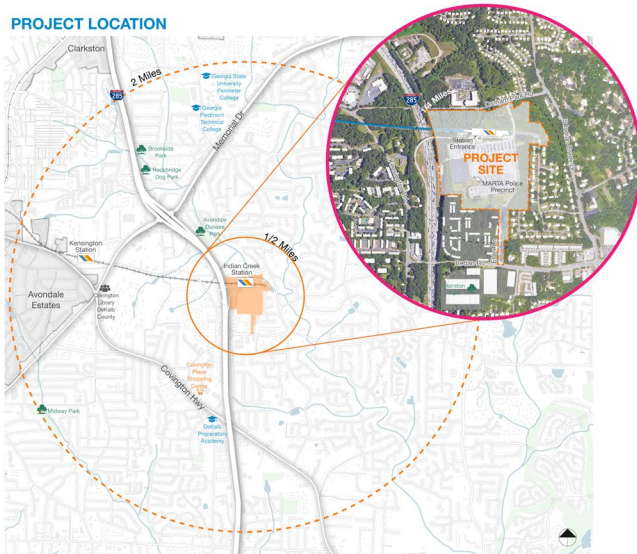 PROJECT LOCATION
Clarkston
2 Miles
285
Georgia State
University
Perimeter
College
Georgia
Piedmont
Technical
College
Memorial Dr
Brookside
Park
Rockbridge
Dog Park
Avondale
Dunaire
Park
1/2 Miles
Kensington
Station
Indian Creek
Station
Avondale
Estates
Covington
Library
DeKalb
County
Covington
Place
Shopping
Center
Covington Hwy
Midway Park
DeKalb
Preparatory
Academy
285
1/4 Miles
Station
Entrance
PROJECT
SITE
MARTA Police
Precinct